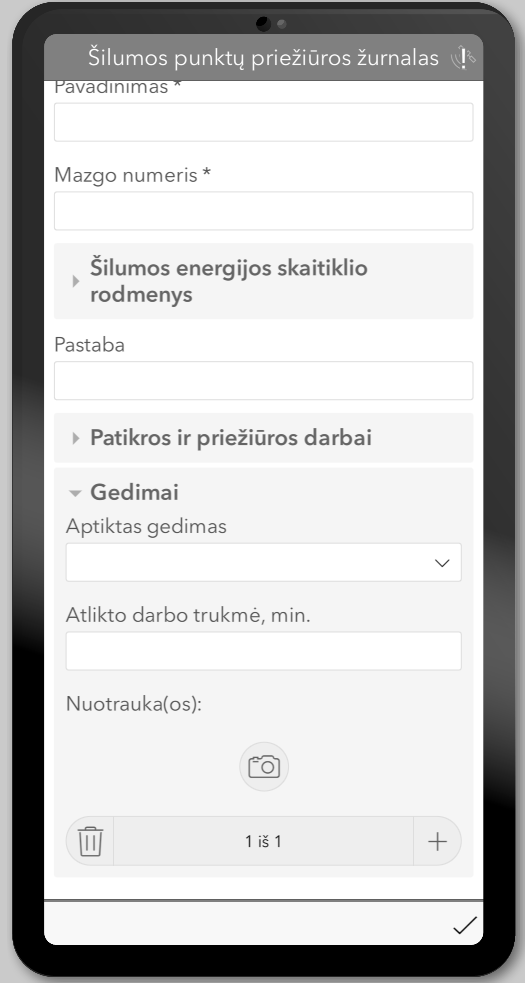 Šilumos punktų priežiūros žurnalas
Pavadinimas *
Mazgo numeris *
Šilumos energijos skaitiklio
rodmenys
Pastaba
Patikros ir priežiūros darbai
Gedimai
Aptiktas gedimas
Atlikto darbo trukmė, min.
Nuotrauka(os):
1 iš 1